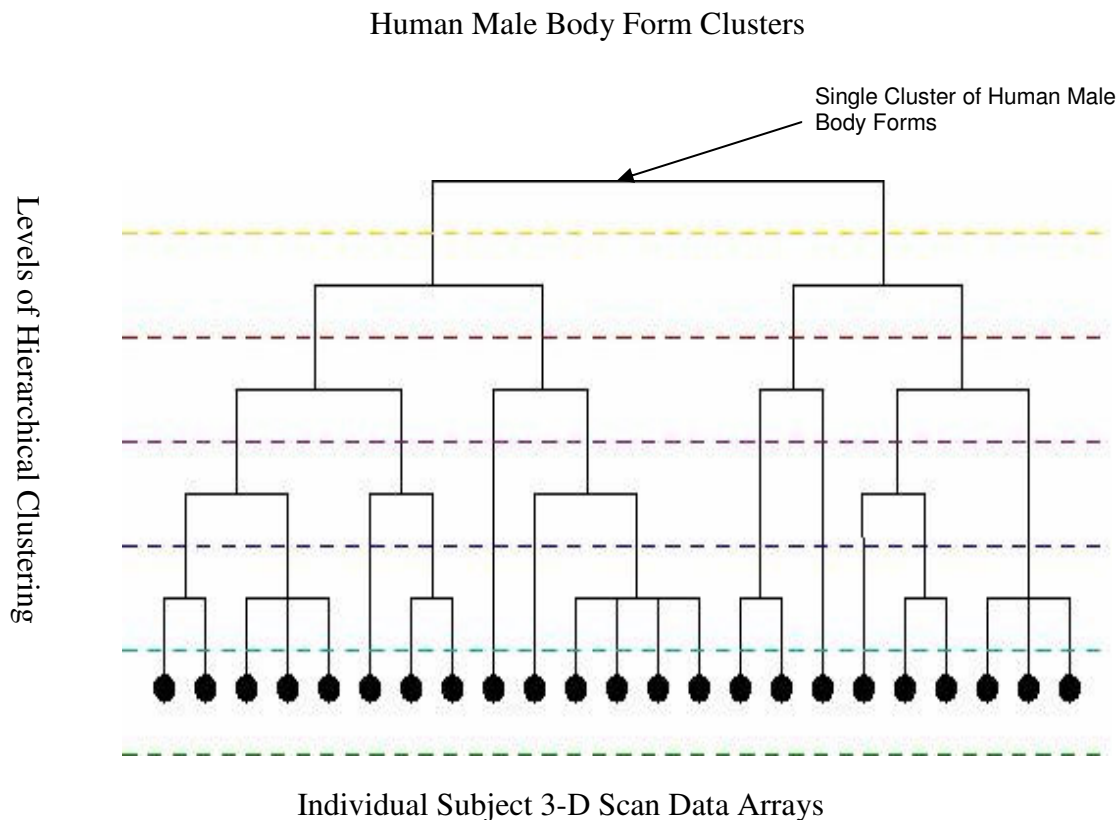 Human Male Body Form Clusters
Single Cluster of Human Male
Body Forms
Levels of Hierarchical Clustering
Individual Subject 3-D Scan Data Arrays